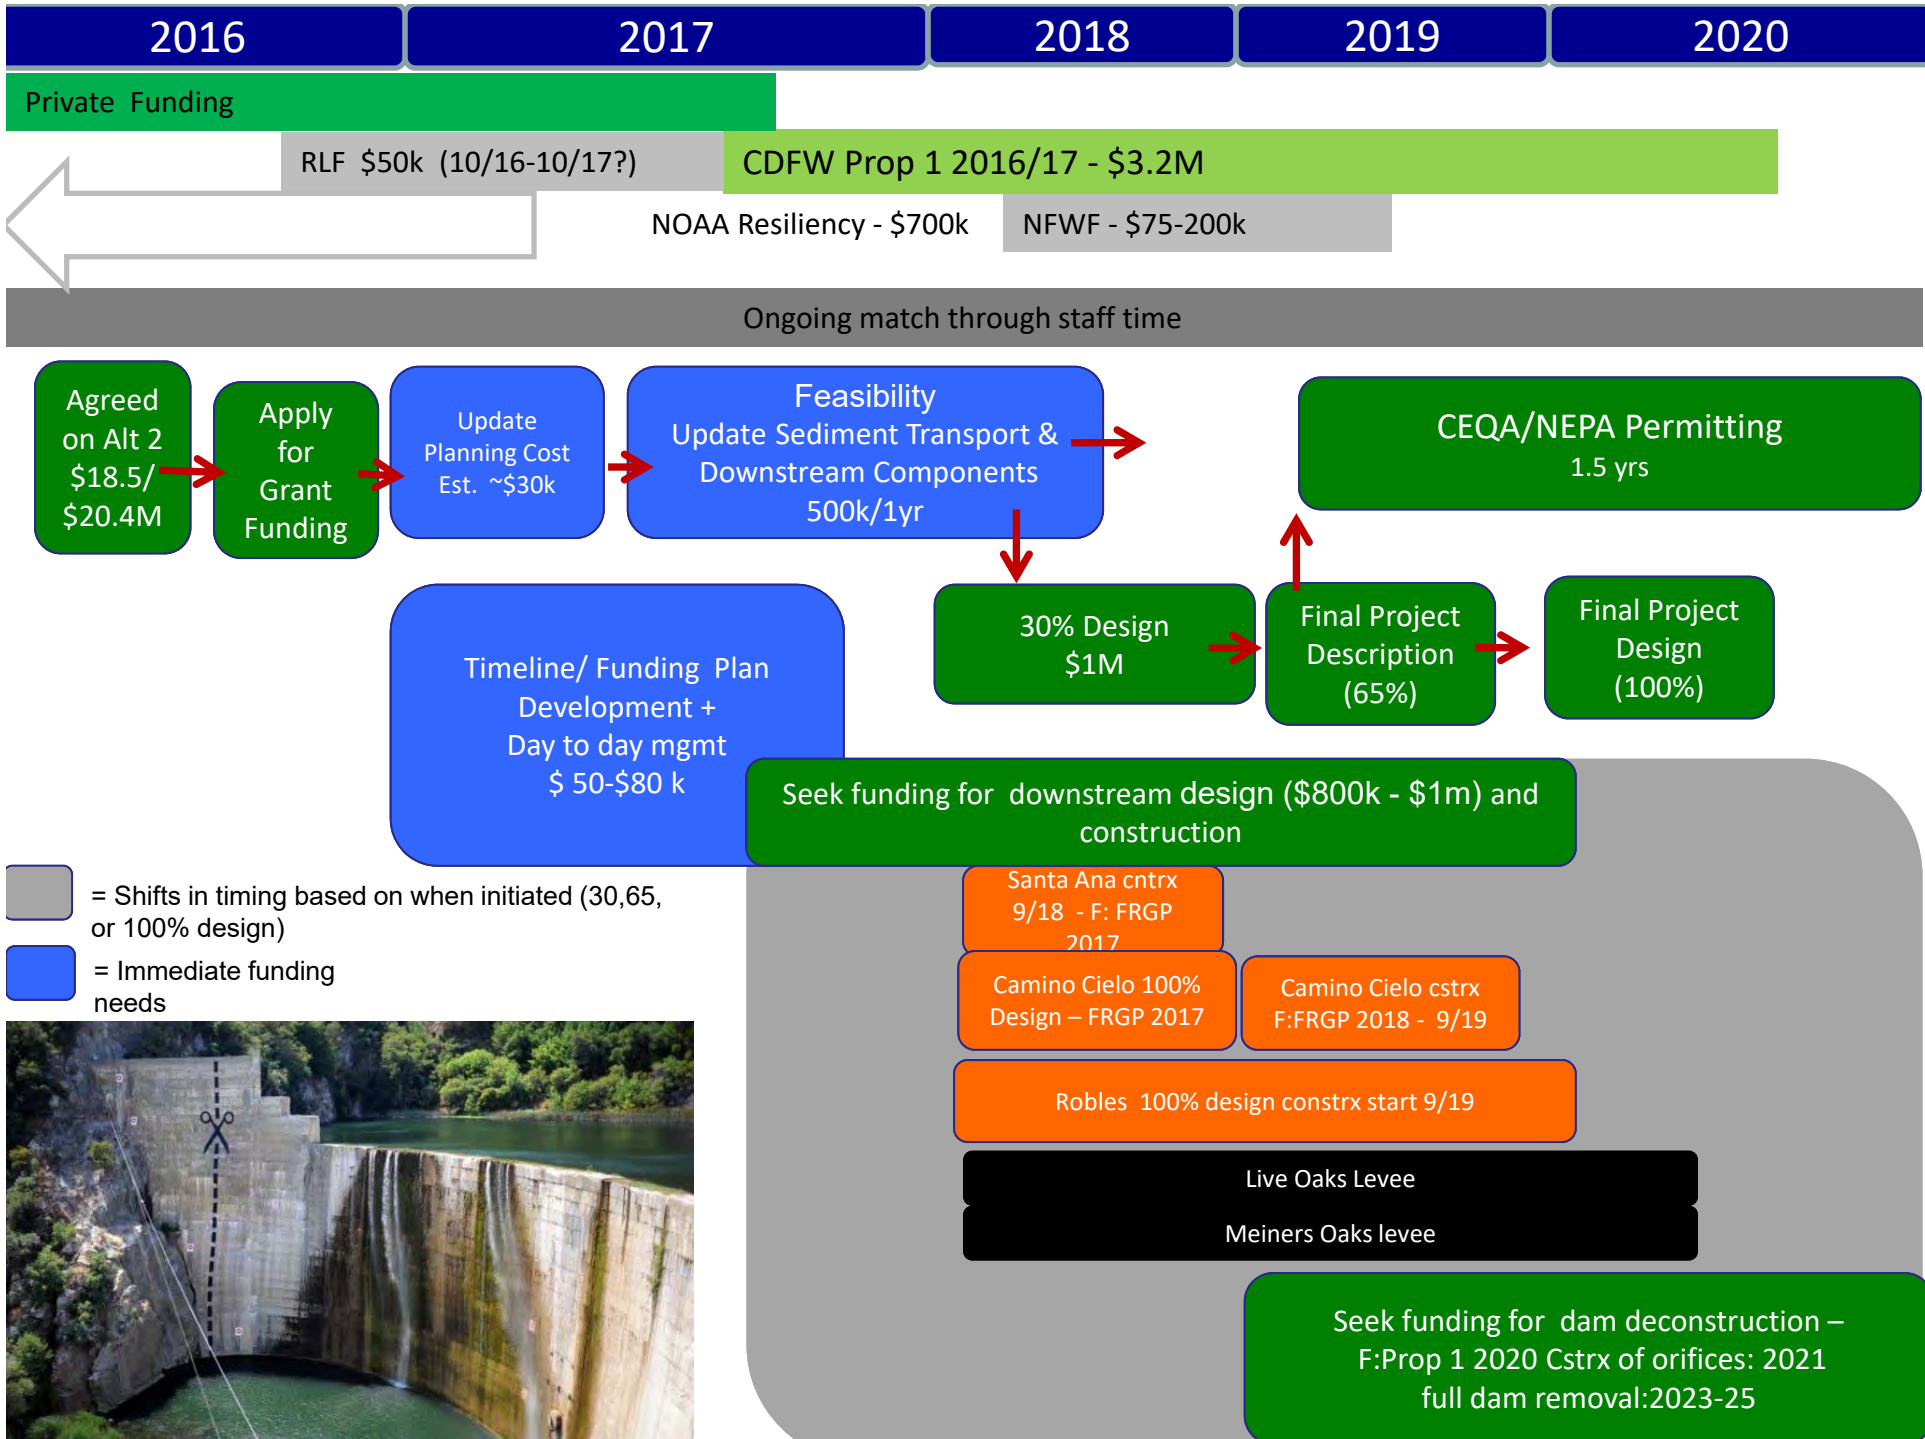 2016
2017
2018
2019
2020
Private  Funding
RLF  $50k  (10/16-10/17?)
CDFW Prop 1 2016/17 - $3.2M
NOAA Resiliency - $700k
NFWF - $75-200k
Ongoing match through staff time
Agreed
on Alt 2
$18.5/
$20.4M
Apply
for
Grant
Funding
Update
Planning Cost
Est.  ~$30k
Feasibility
Update Sediment Transport &
Downstream Components
500k/1yr
CEQA/NEPA Permitting
1.5 yrs
30% Design
$1M
Final Project
Description
(65%)
Final Project
Design
(100%)
Timeline/ Funding  Plan
Development +
Day to day mgmt
$ 50-$80 k
Seek funding for  downstream design ($800k - $1m) and
construction
= Shifts in timing based on when initiated (30,65,
or 100% design)
= Immediate funding
needs
Santa Ana cntrx
9/18  - F: FRGP
2017
Camino Cielo 100%
Design – FRGP 2017
Camino Cielo cstrx
F:FRGP 2018 -  9/19
Robles  100% design constrx start 9/19
Live Oaks Levee
Meiners Oaks levee
Seek funding for  dam deconstruction –
F:Prop 1 2020 Cstrx of orifices: 2021
full dam removal:2023-25